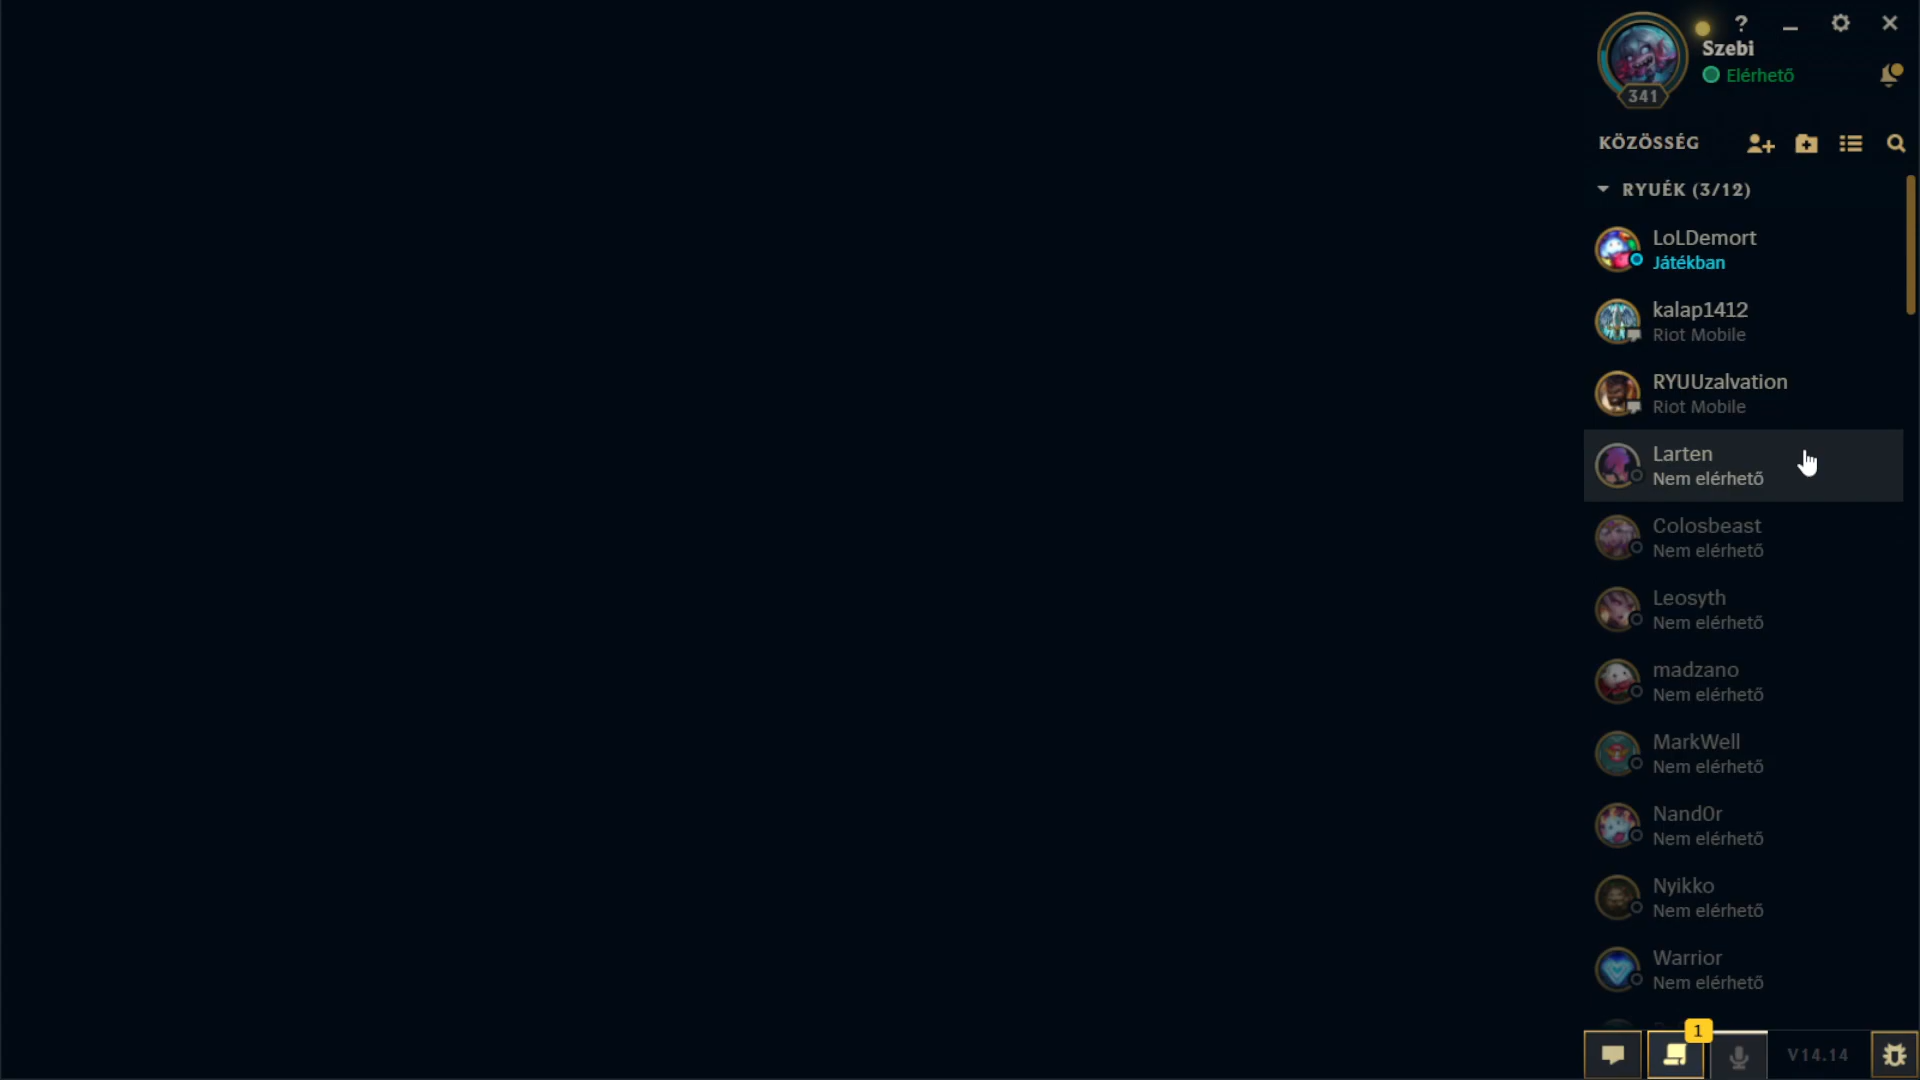 ?
Szebi
Elérhető
341
KÖZÖSSÉG
RYUÉK (3/12)
LoLDemort
Játékban
kalap1412
Riot Mobile
RYUUzalvation
Riot Mobile
Larten
Nem elérhető
Colosbeast
Nem elérhető
Leosyth
Nem elérhető
madzano
Nem elérhető
MarkWell
Nem elérhető
Nand0r
Nem elérhető
Nyikko
Nem elérhető
Warrior
Nem elérhető
1
V14.14